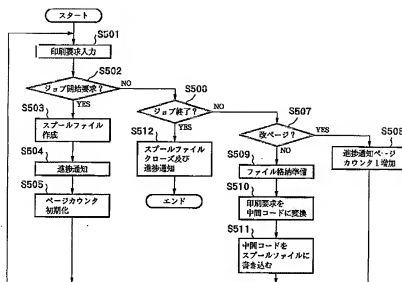 スタート
S501
印刷要求入力
S502
ジョブ開始要求?
NO
YES
S503
スプールファイル
作成
S504
進捗通知
S505
ページカウンタ
初期化
S506
ジョブ終了?
NO
YES
S512
スプールファイル
クローズ及び
進捗通知
エンド
S507
改ページ?
YES
NO
S508
進捗通知ページ
カウンタ1増加
S509
ファイル格納準備
S510
印刷要求を
中間コードに変換
S511
中間コードを
スプールファイルに
書き込む